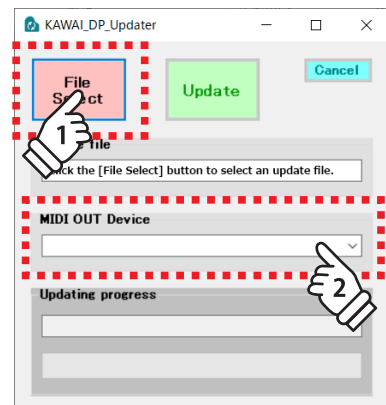 KAWAI_DP_Updater
File
Select
Update
Cancel
1
file
Click the [File Select] button to select an update file.
MIDI OUT Device
2
Updating progress